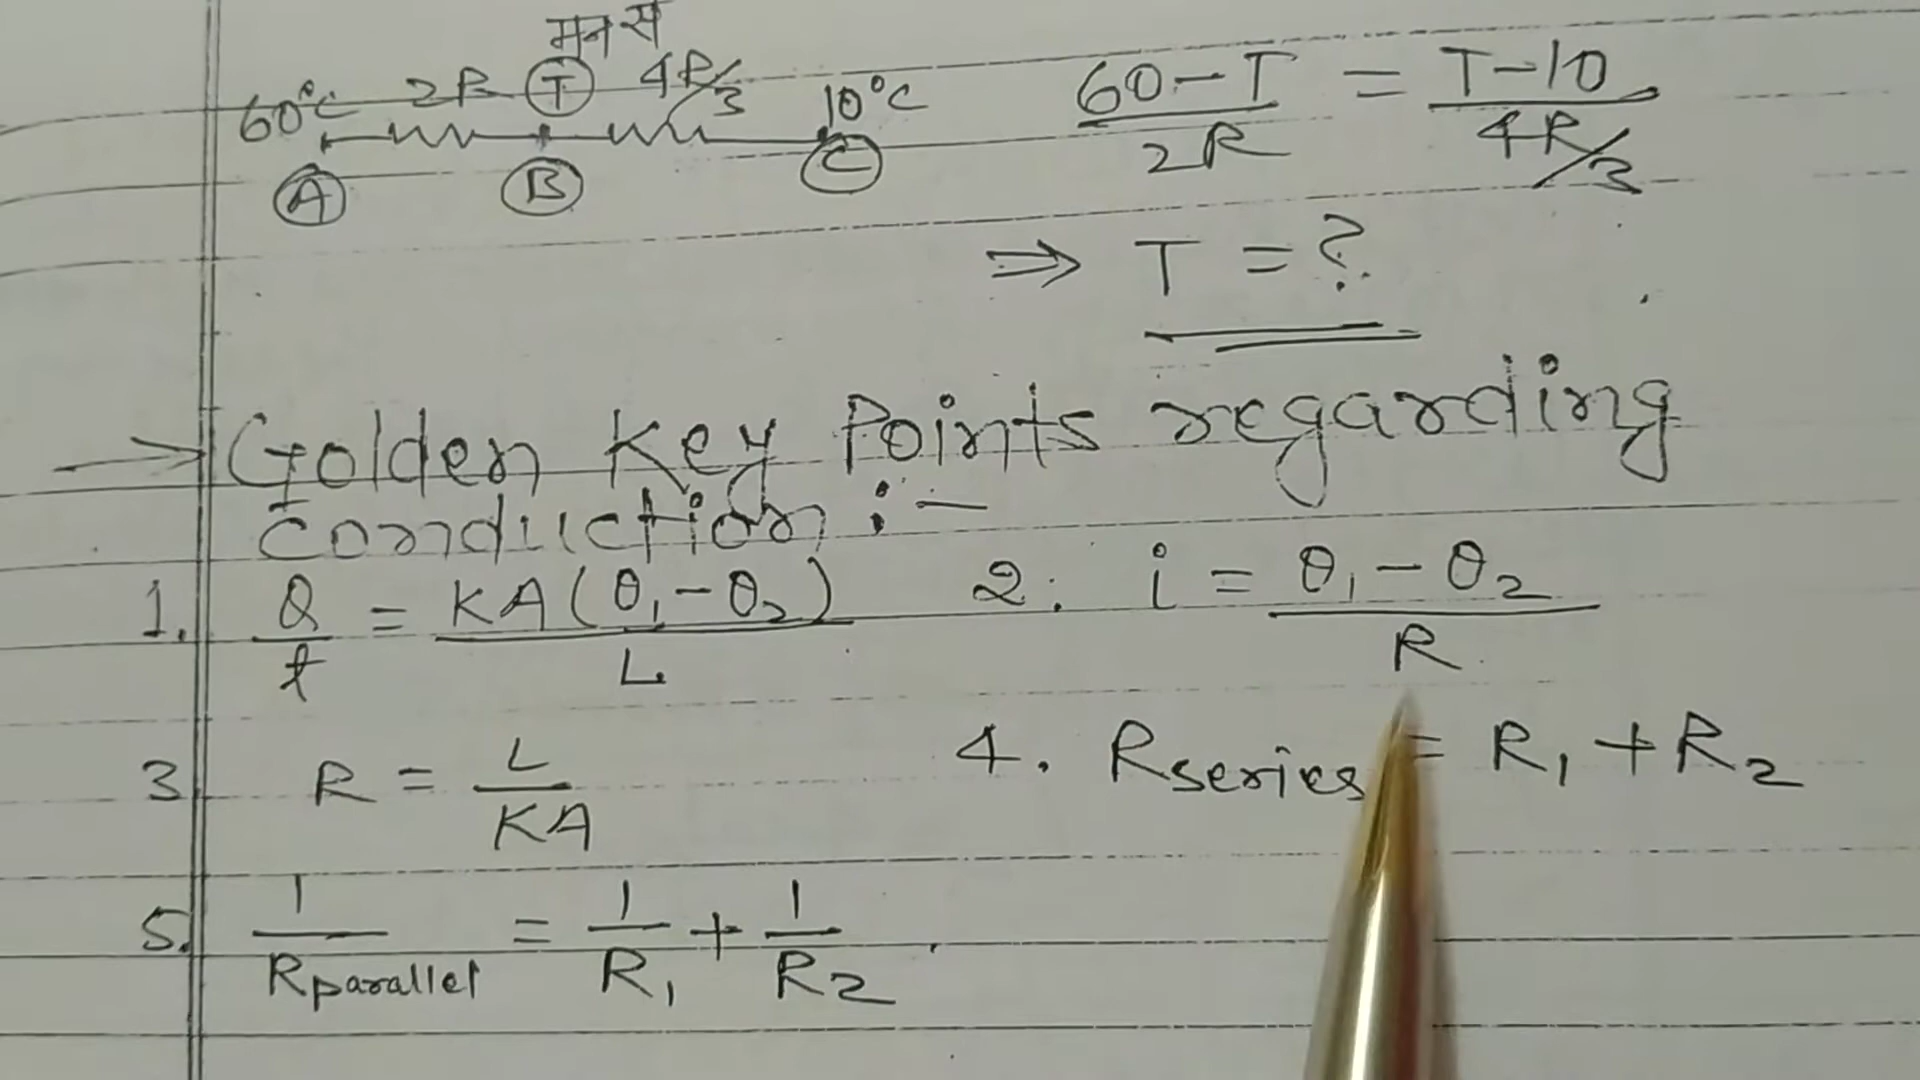 मनसे
60°C 2R T 4R/3 10°C
A B C
60-T/2R = T-10/4R/3
⇒ T = ?
→ Golden Key Points regarding
conduction :-
1. Q/t = KA(θ₁-θ₂)/L
2. i = θ₁-θ₂/R
3 R = L/KA
4. Rseries = R₁+R₂
5. 1/Rparallel = 1/R₁ + 1/R₂.